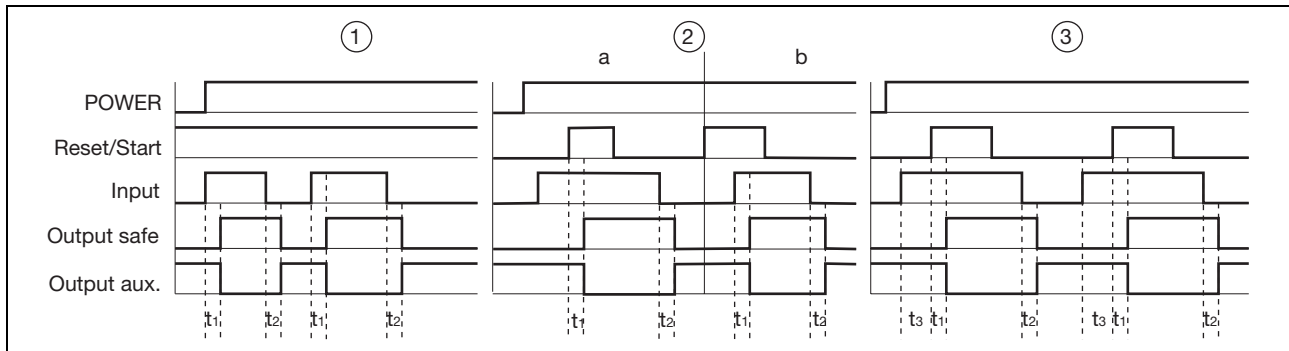 ① ② ③
a b
POWER
Reset/Start
Input
Output safe
Output aux.
t1 t2 t1 t2 t1 t2 t1 t2 t3 t1 t2 t3 t1 t2